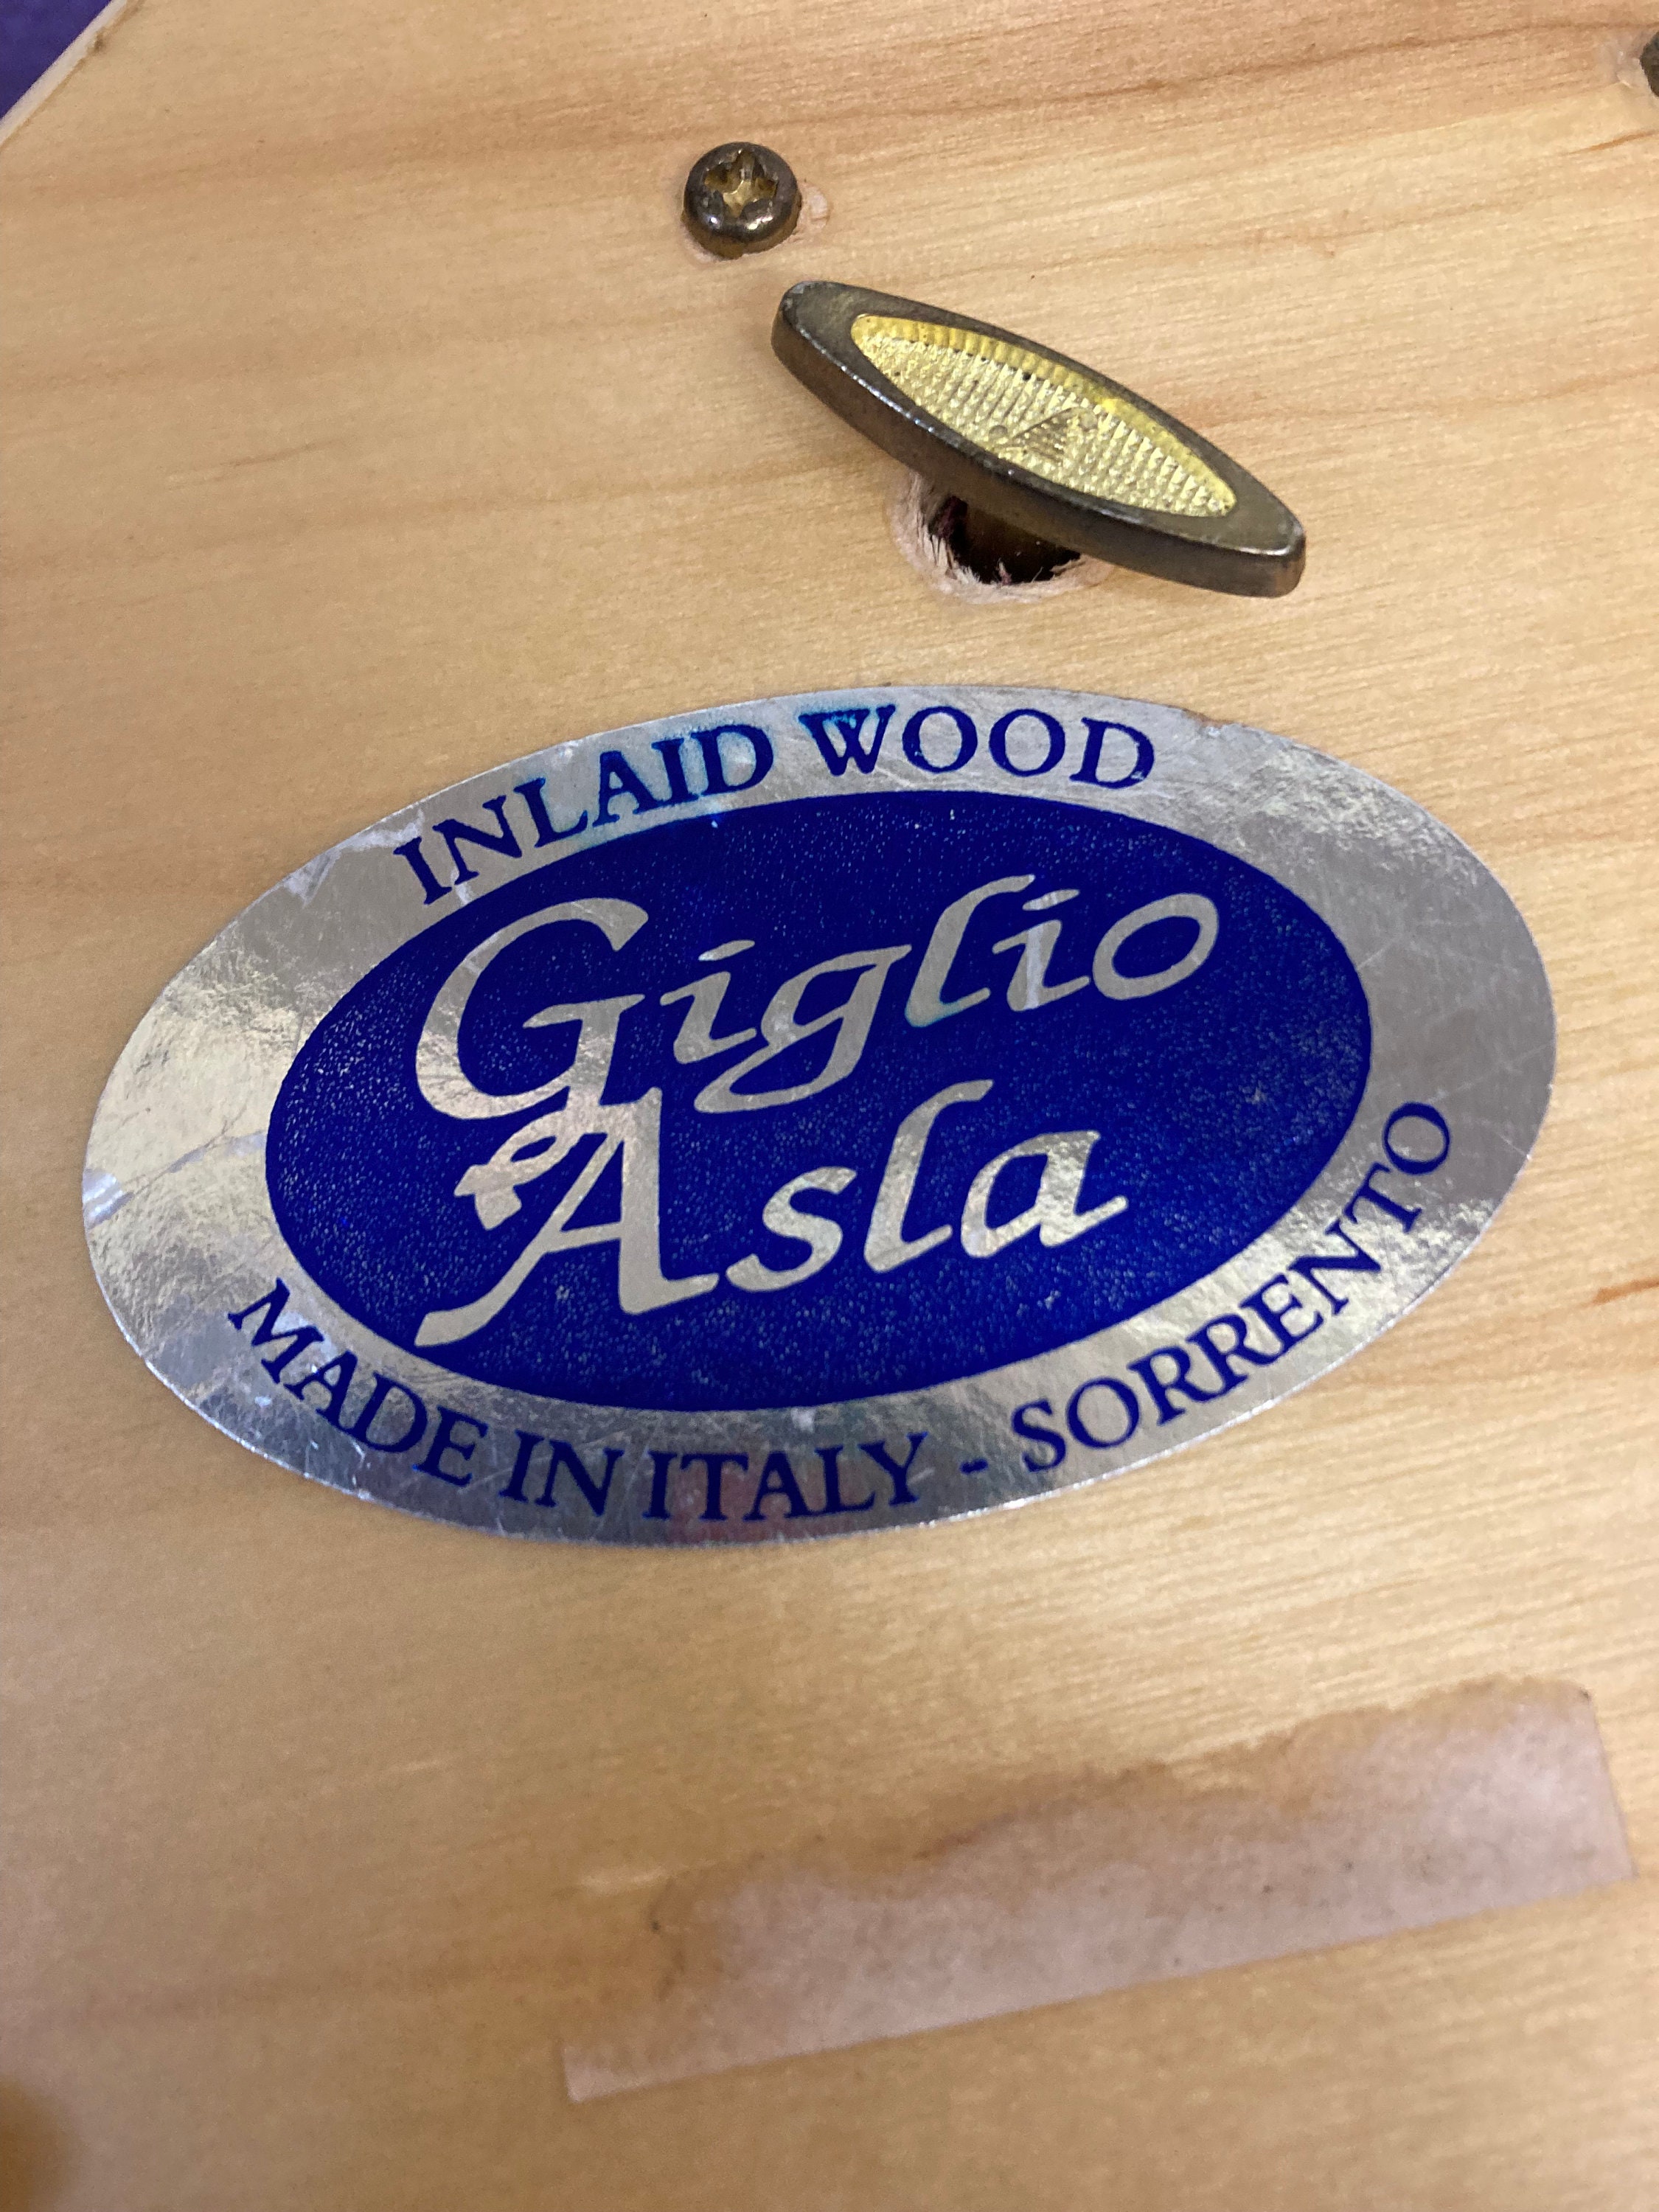 INLAID WOOD
Giglio
Asla
MADE IN ITALY - SORRENTO